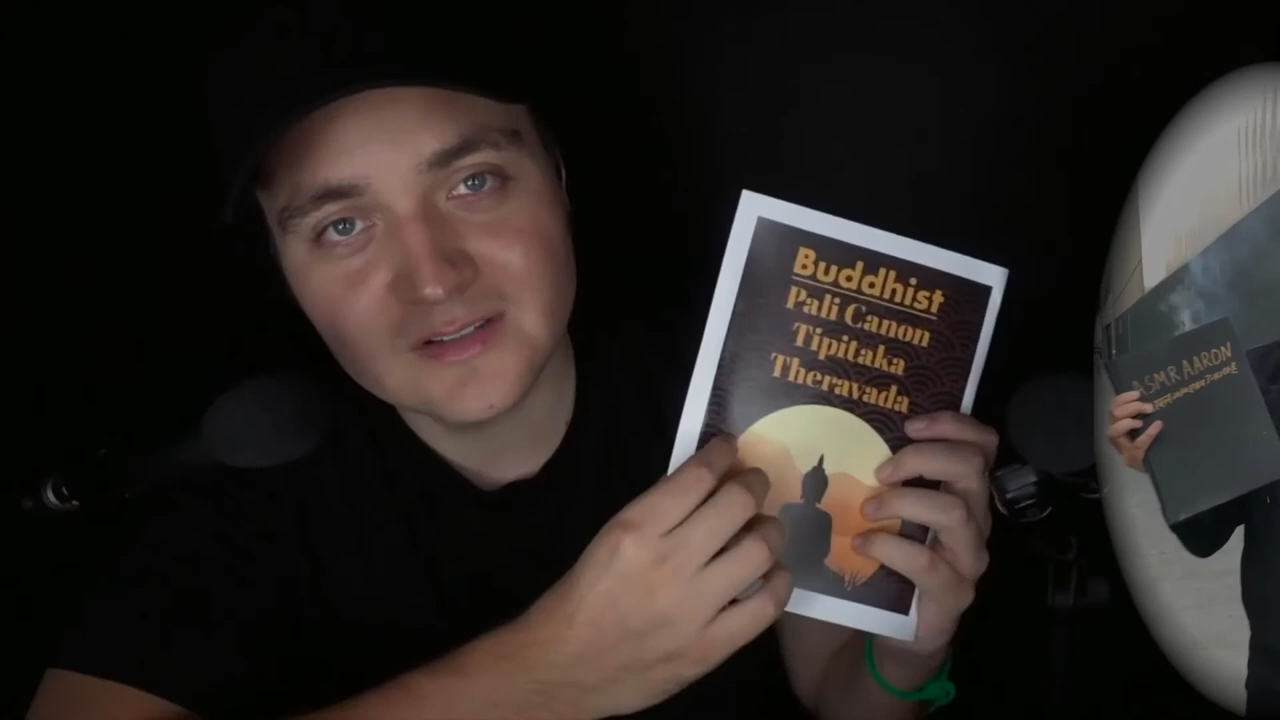 Buddhist
Pali Canon
Tipitaka
Theravada
ASMR AARON